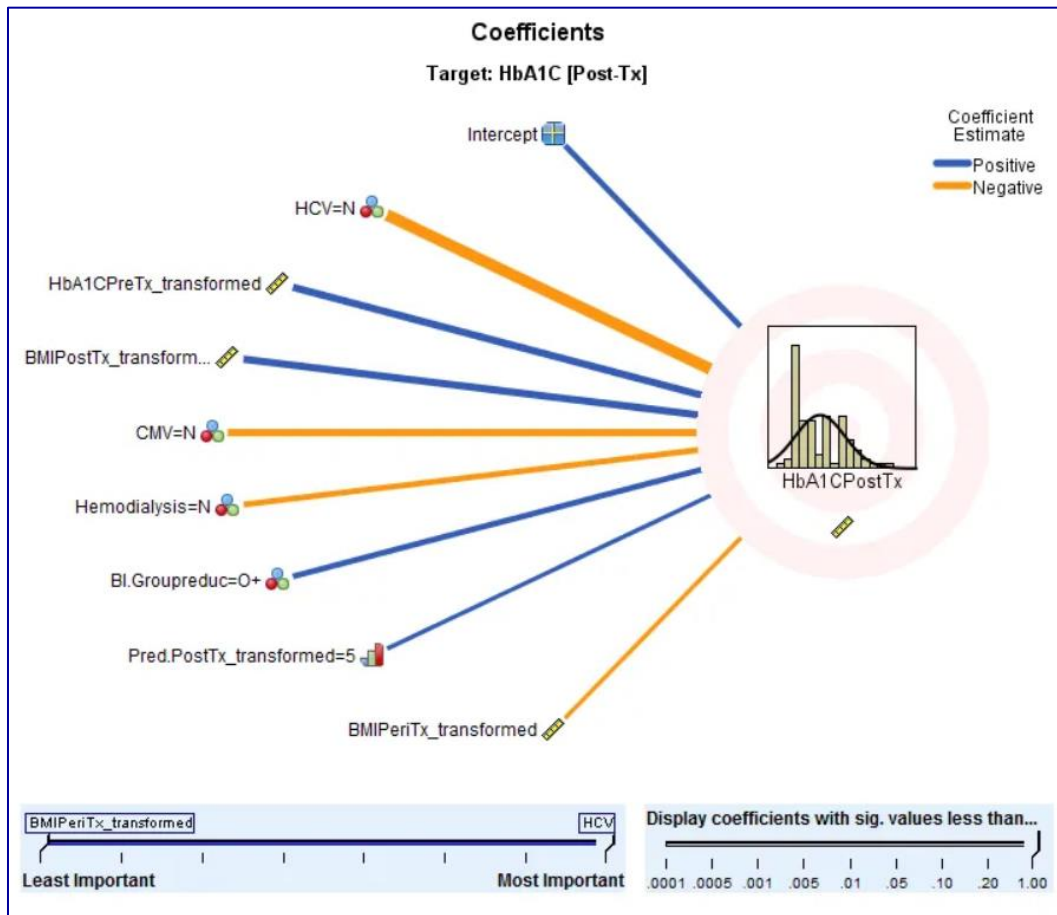 Coefficients
Target: HbA1C [Post-Tx]
Coefficient
Estimate
Positive
Negative
Intercept
HCV=N
HbA1CPreTx_transformed
BMIPostTx_transform...
CMV=N
Hemodialysis=N
Bl.Groupreduc=O+
Pred.PostTx_transformed=5
BMIPeriTx_transformed
HbA1CPostTx
BMIPeriTx_transformed HCV
Least Important Most Important
Display coefficients with sig. values less than...
.0001 .0005 .001 .005 .01 .05 .10 .20 1.00